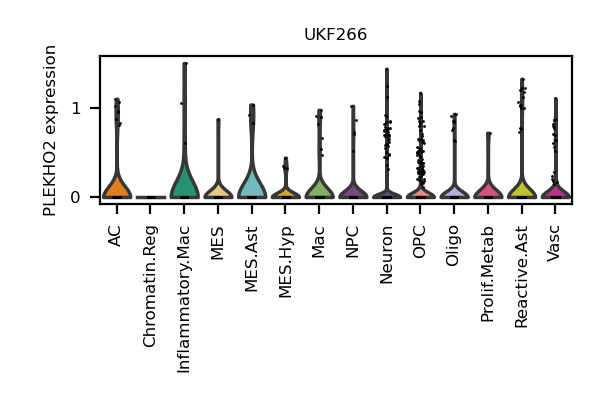 UKF266
PLEKHO2 expression
1
0
AC
Chromatin.Reg
Inflammatory.Mac
MES
MES.Ast
MES.Hyp
Mac
NPC
Neuron
OPC
Oligo
Prolif.Metab
Reactive.Ast
Vasc